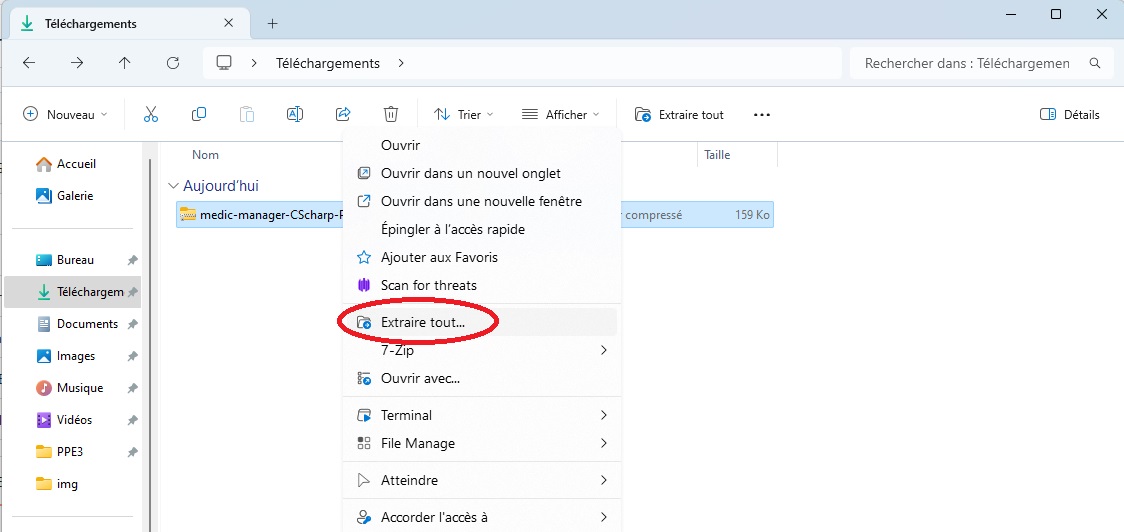 Téléchargements
Téléchargements
Rechercher dans : Téléchargemen
Nouveau
Trier
Afficher
Extraire tout
Détails
Accueil
Galerie
Bureau
Téléchargem
Documents
Images
Musique
Vidéos
PPE3
img
Nom
Taille
Aujourd'hui
medic-manager-CScharp-P
compressé
159 Ko
Ouvrir
Ouvrir dans un nouvel onglet
Ouvrir dans une nouvelle fenêtre
Épingler à l'accès rapide
Ajouter aux Favoris
Scan for threats
Extraire tout...
7-Zip
Ouvrir avec...
Terminal
File Manage
Atteindre
Accorder l'accès à